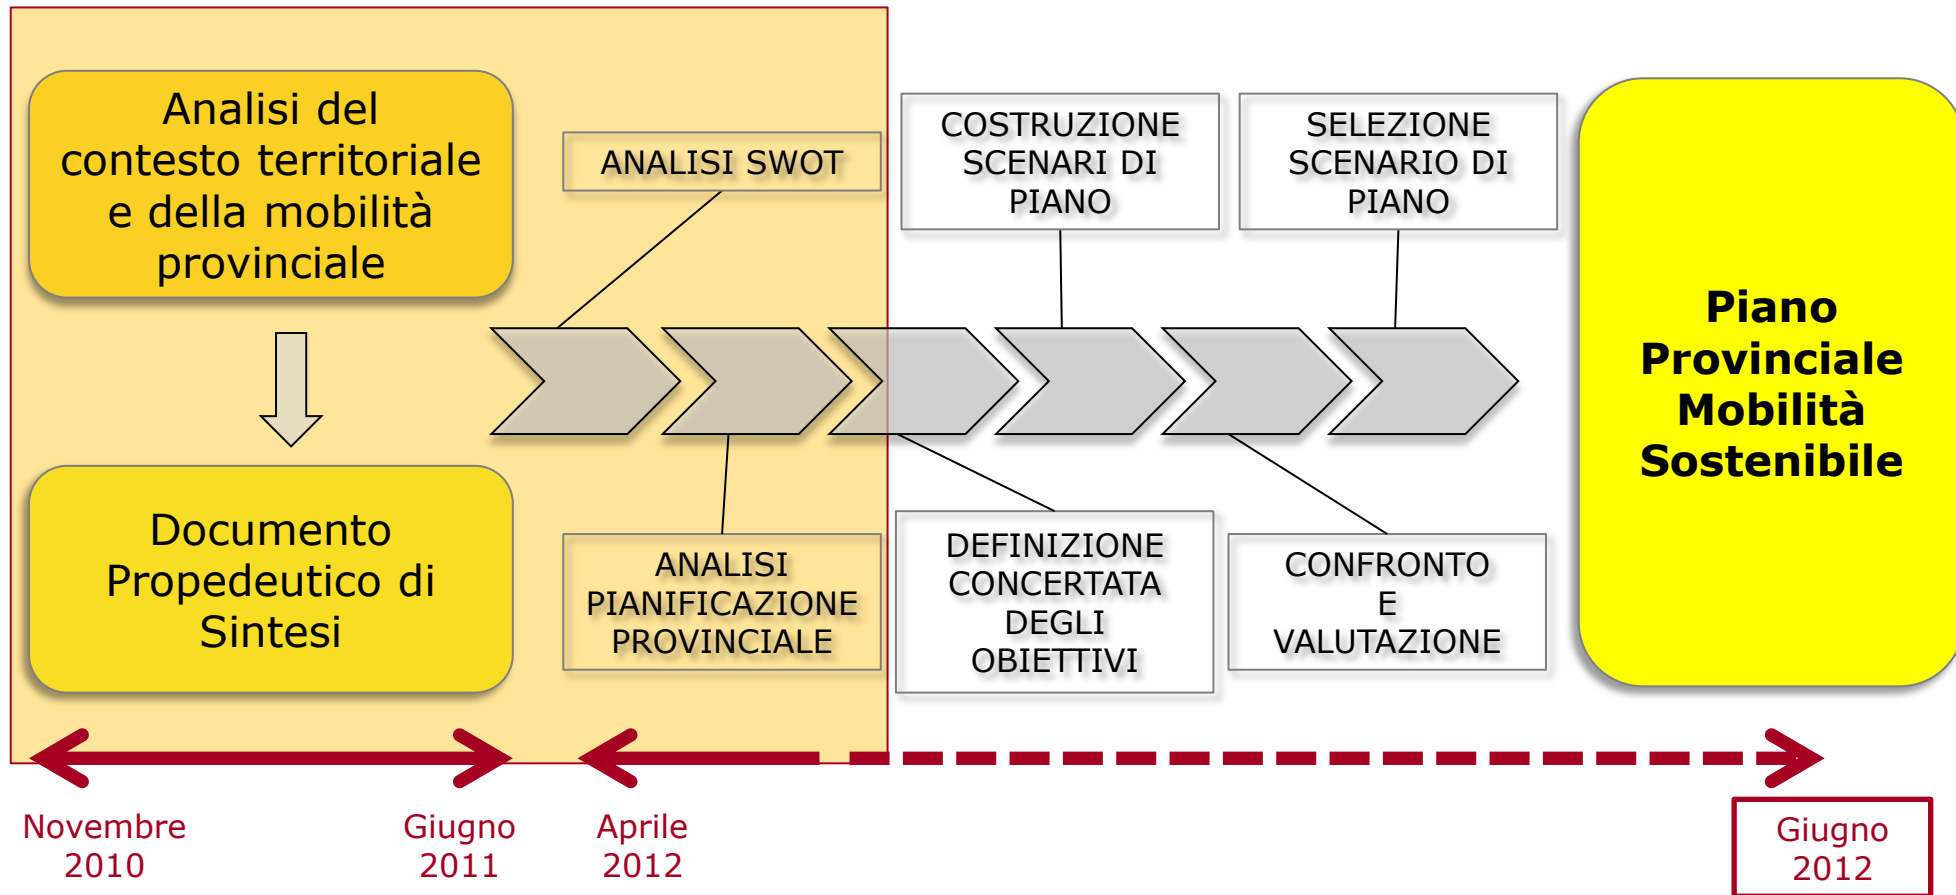 Analisi del
contesto territoriale
e della mobilità
provinciale
Documento
Propedeutico di
Sintesi
ANALISI SWOT
ANALISI
PIANIFICAZIONE
PROVINCIALE
COSTRUZIONE
SCENARI DI
PIANO
DEFINIZIONE
CONCERTATA
DEGLI
OBIETTIVI
SELEZIONE
SCENARIO DI
PIANO
CONFRONTO
E
VALUTAZIONE
Piano
Provinciale
Mobilità
Sostenibile
Novembre
2010
Giugno
2011
Aprile
2012
Giugno
2012